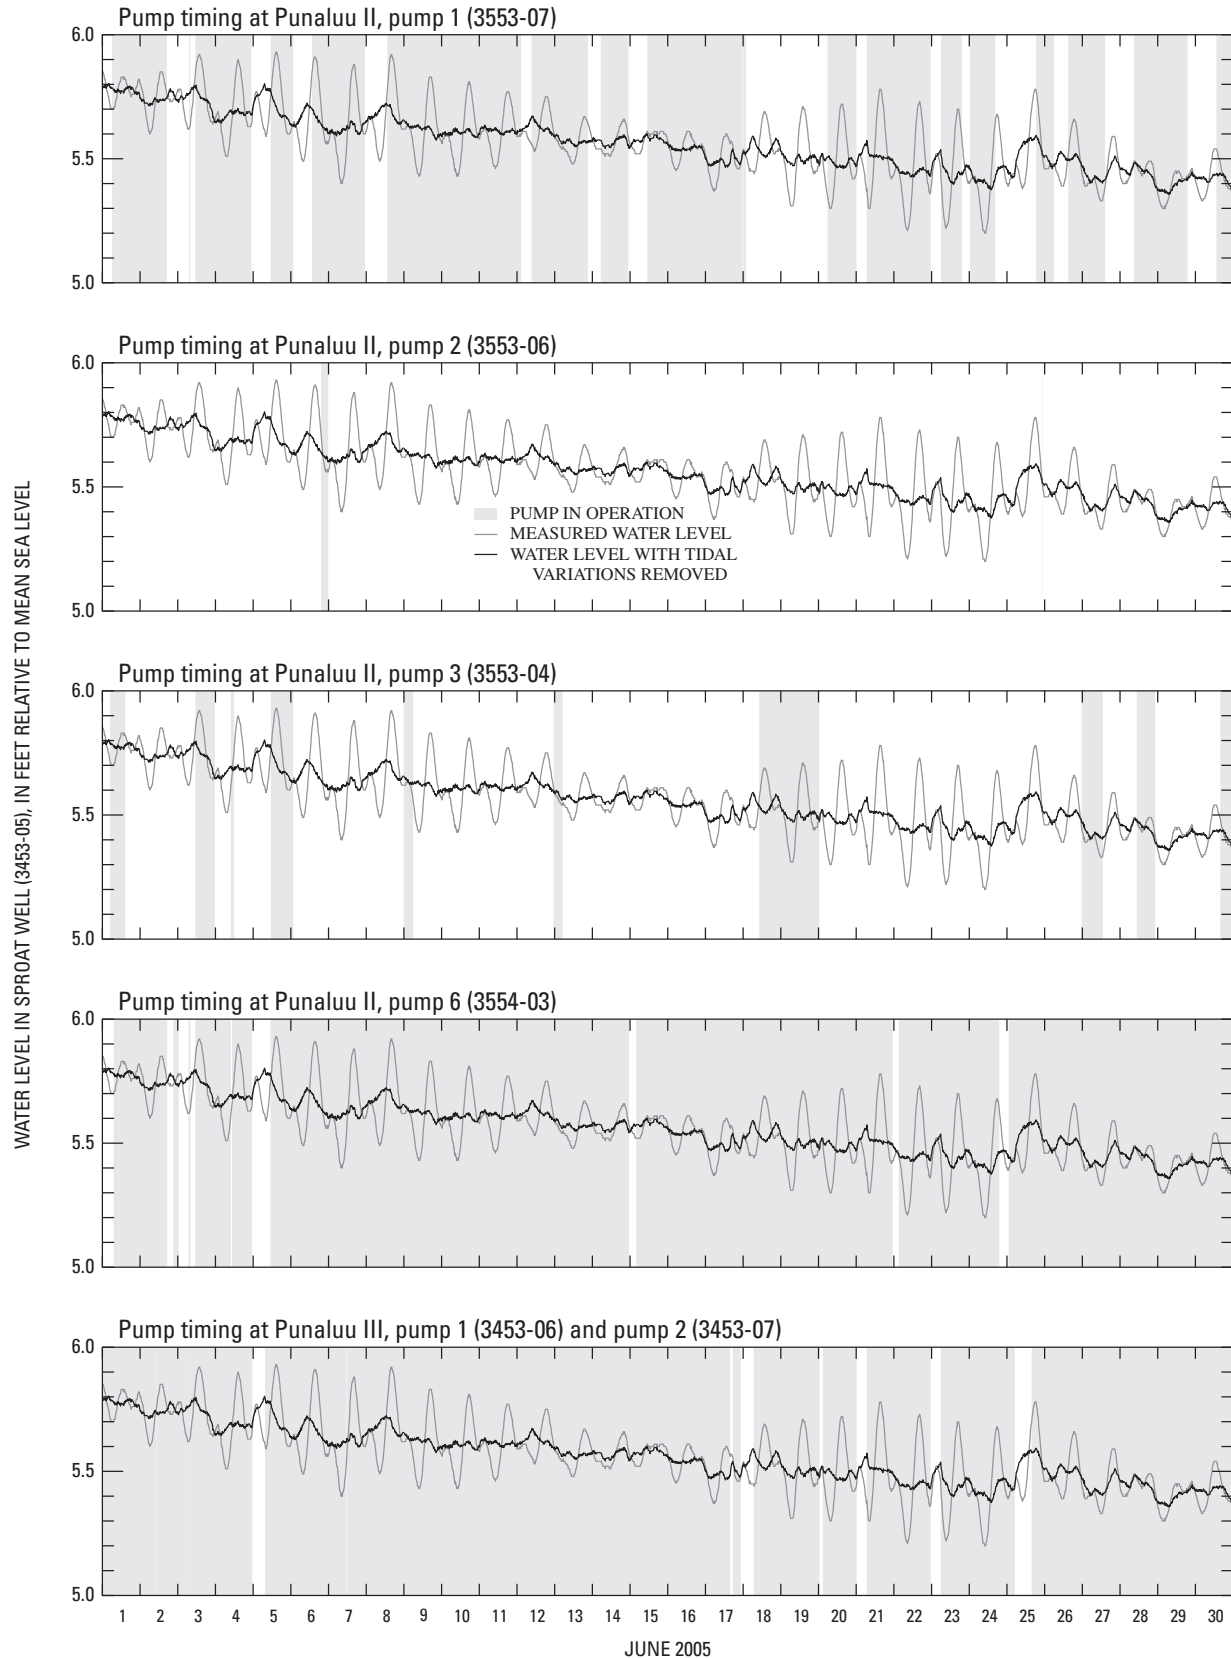 Pump timing at Punaluu II, pump 1 (3553-07)
6.0
5.5
5.0
Pump timing at Punaluu II, pump 2 (3553-06)
6.0
5.5
5.0
PUMP IN OPERATION
MEASURED WATER LEVEL
WATER LEVEL WITH TIDAL
VARIATIONS REMOVED
Pump timing at Punaluu II, pump 3 (3553-04)
6.0
5.5
5.0
WATER LEVEL IN SPROAT WELL (3453-05), IN FEET RELATIVE TO MEAN SEA LEVEL
Pump timing at Punaluu II, pump 6 (3554-03)
6.0
5.5
5.0
Pump timing at Punaluu III, pump 1 (3453-06) and pump 2 (3453-07)
6.0
5.5
5.0
1 2 3 4 5 6 7 8 9 10 11 12 13 14 15 16 17 18 19 20 21 22 23 24 25 26 27 28 29 30
JUNE 2005